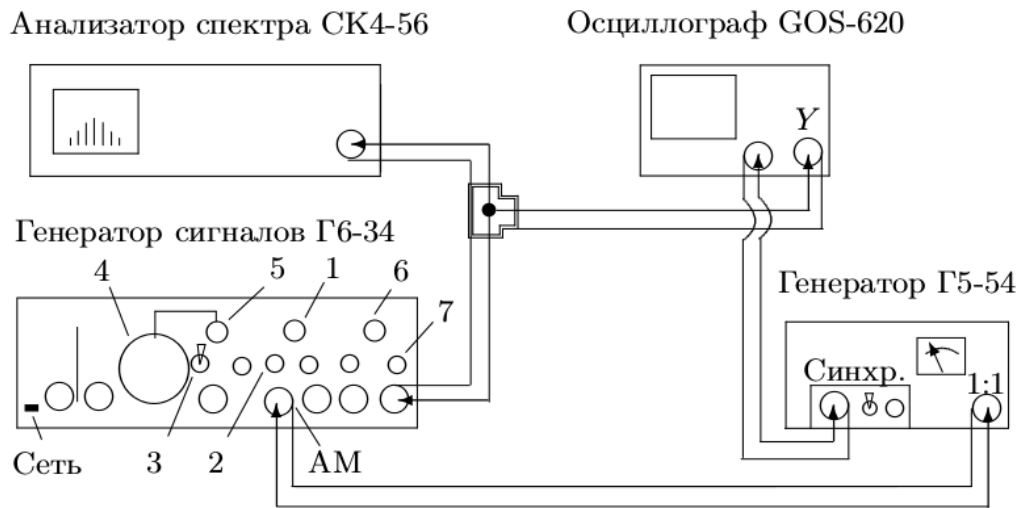 Анализатор спектра СК4-56
Осциллограф GOS-620
Y
Генератор сигналов Г6-34
4
5
1
6
7
Генератор Г5-54
Синхр.
1:1
Сеть
3
2
АМ